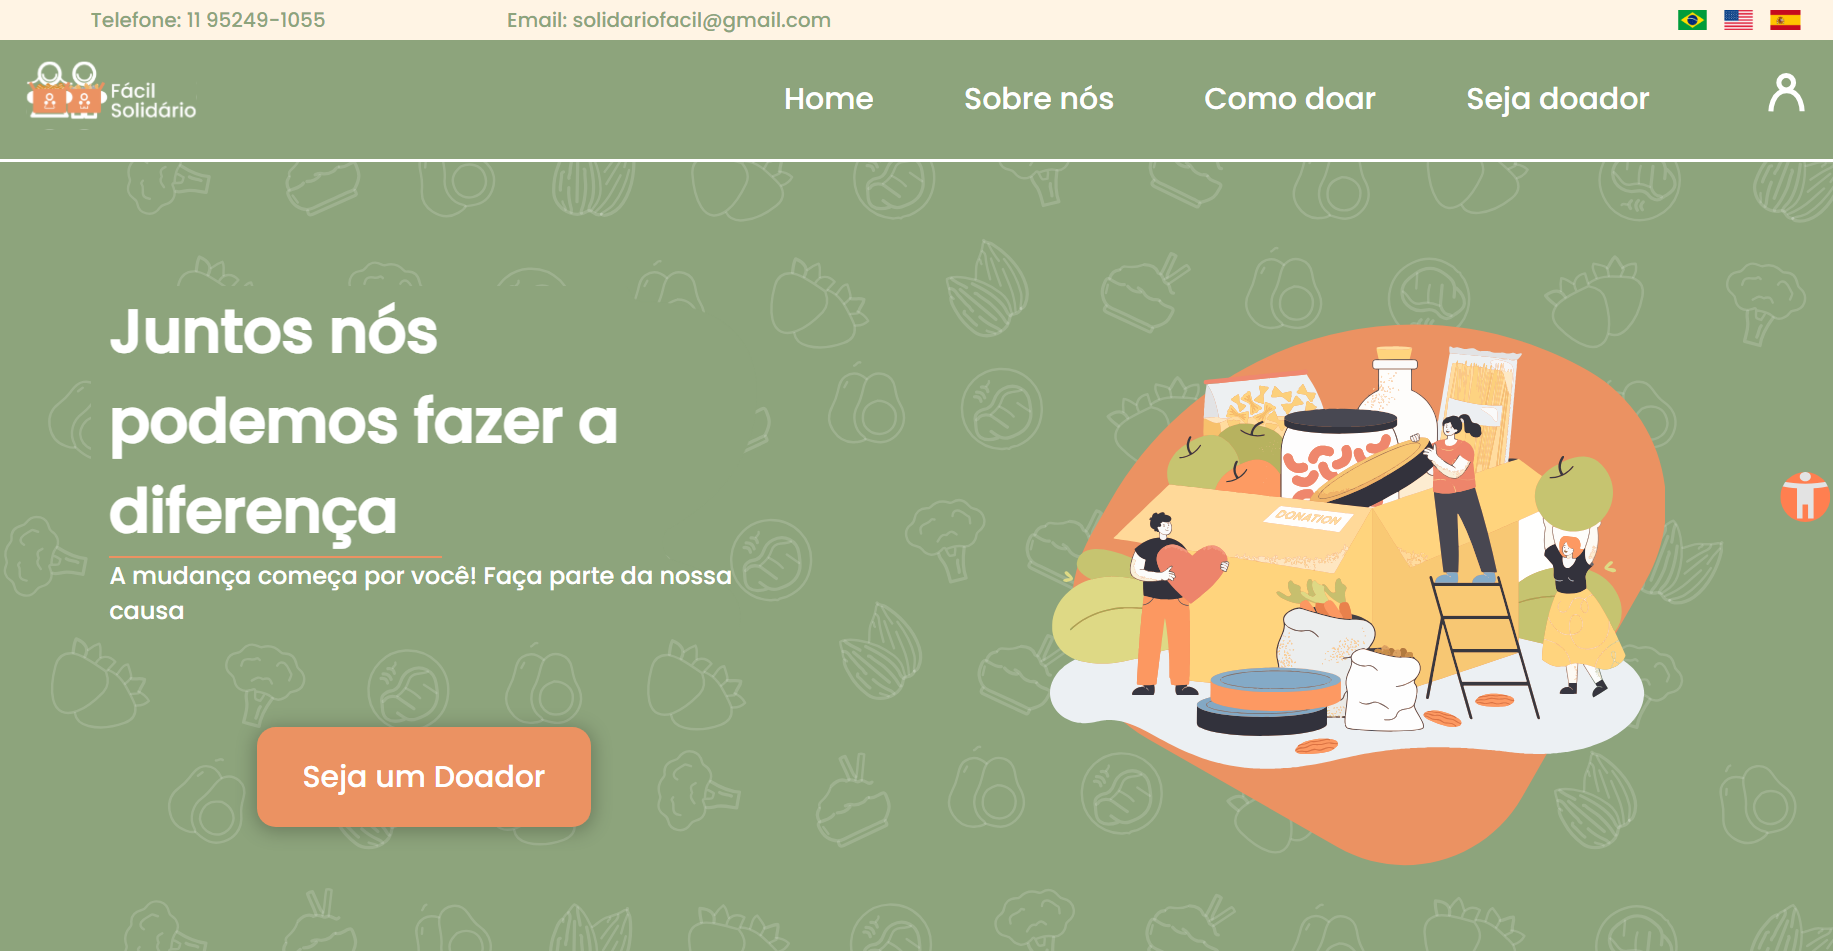 Telefone: 11 95249-1055
Email: solidariofacil@gmail.com
Fácil
Solidário
Home
Sobre nós
Como doar
Seja doador
Juntos nós
podemos fazer a
diferença
A mudança começa por você! Faça parte da nossa
causa
Seja um Doador
DONATION